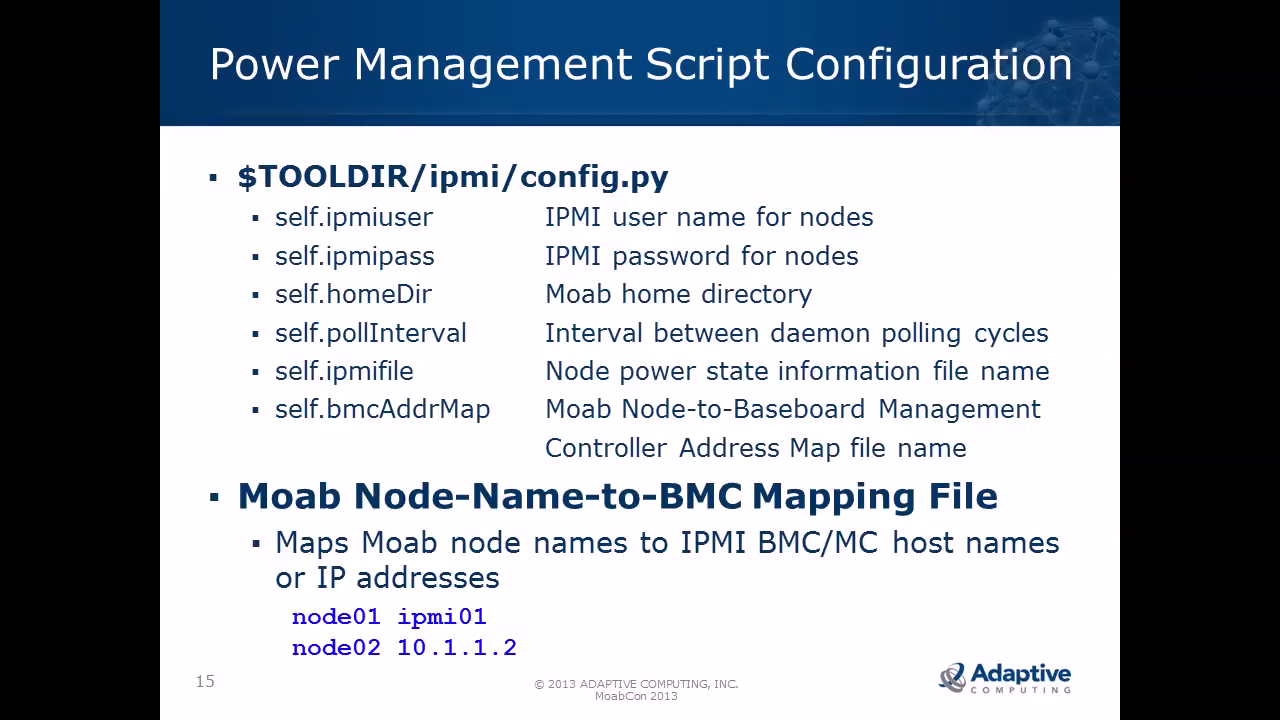 Power Management Script Configuration
▪ $TOOLDIR/ipmi/config.py
▪ self.ipmiuser IPMI user name for nodes
▪ self.ipmipass IPMI password for nodes
▪ self.homeDir Moab home directory
▪ self.pollInterval Interval between daemon polling cycles
▪ self.ipmifile Node power state information file name
▪ self.bmcAddrMap Moab Node-to-Baseboard Management
Controller Address Map file name
▪ Moab Node-Name-to-BMC Mapping File
▪ Maps Moab node names to IPMI BMC/MC host names
or IP addresses
node01 ipmi01
node02 10.1.1.2
15
© 2013 ADAPTIVE COMPUTING, INC.
MoabCon 2013
Adaptive
COMPUTING